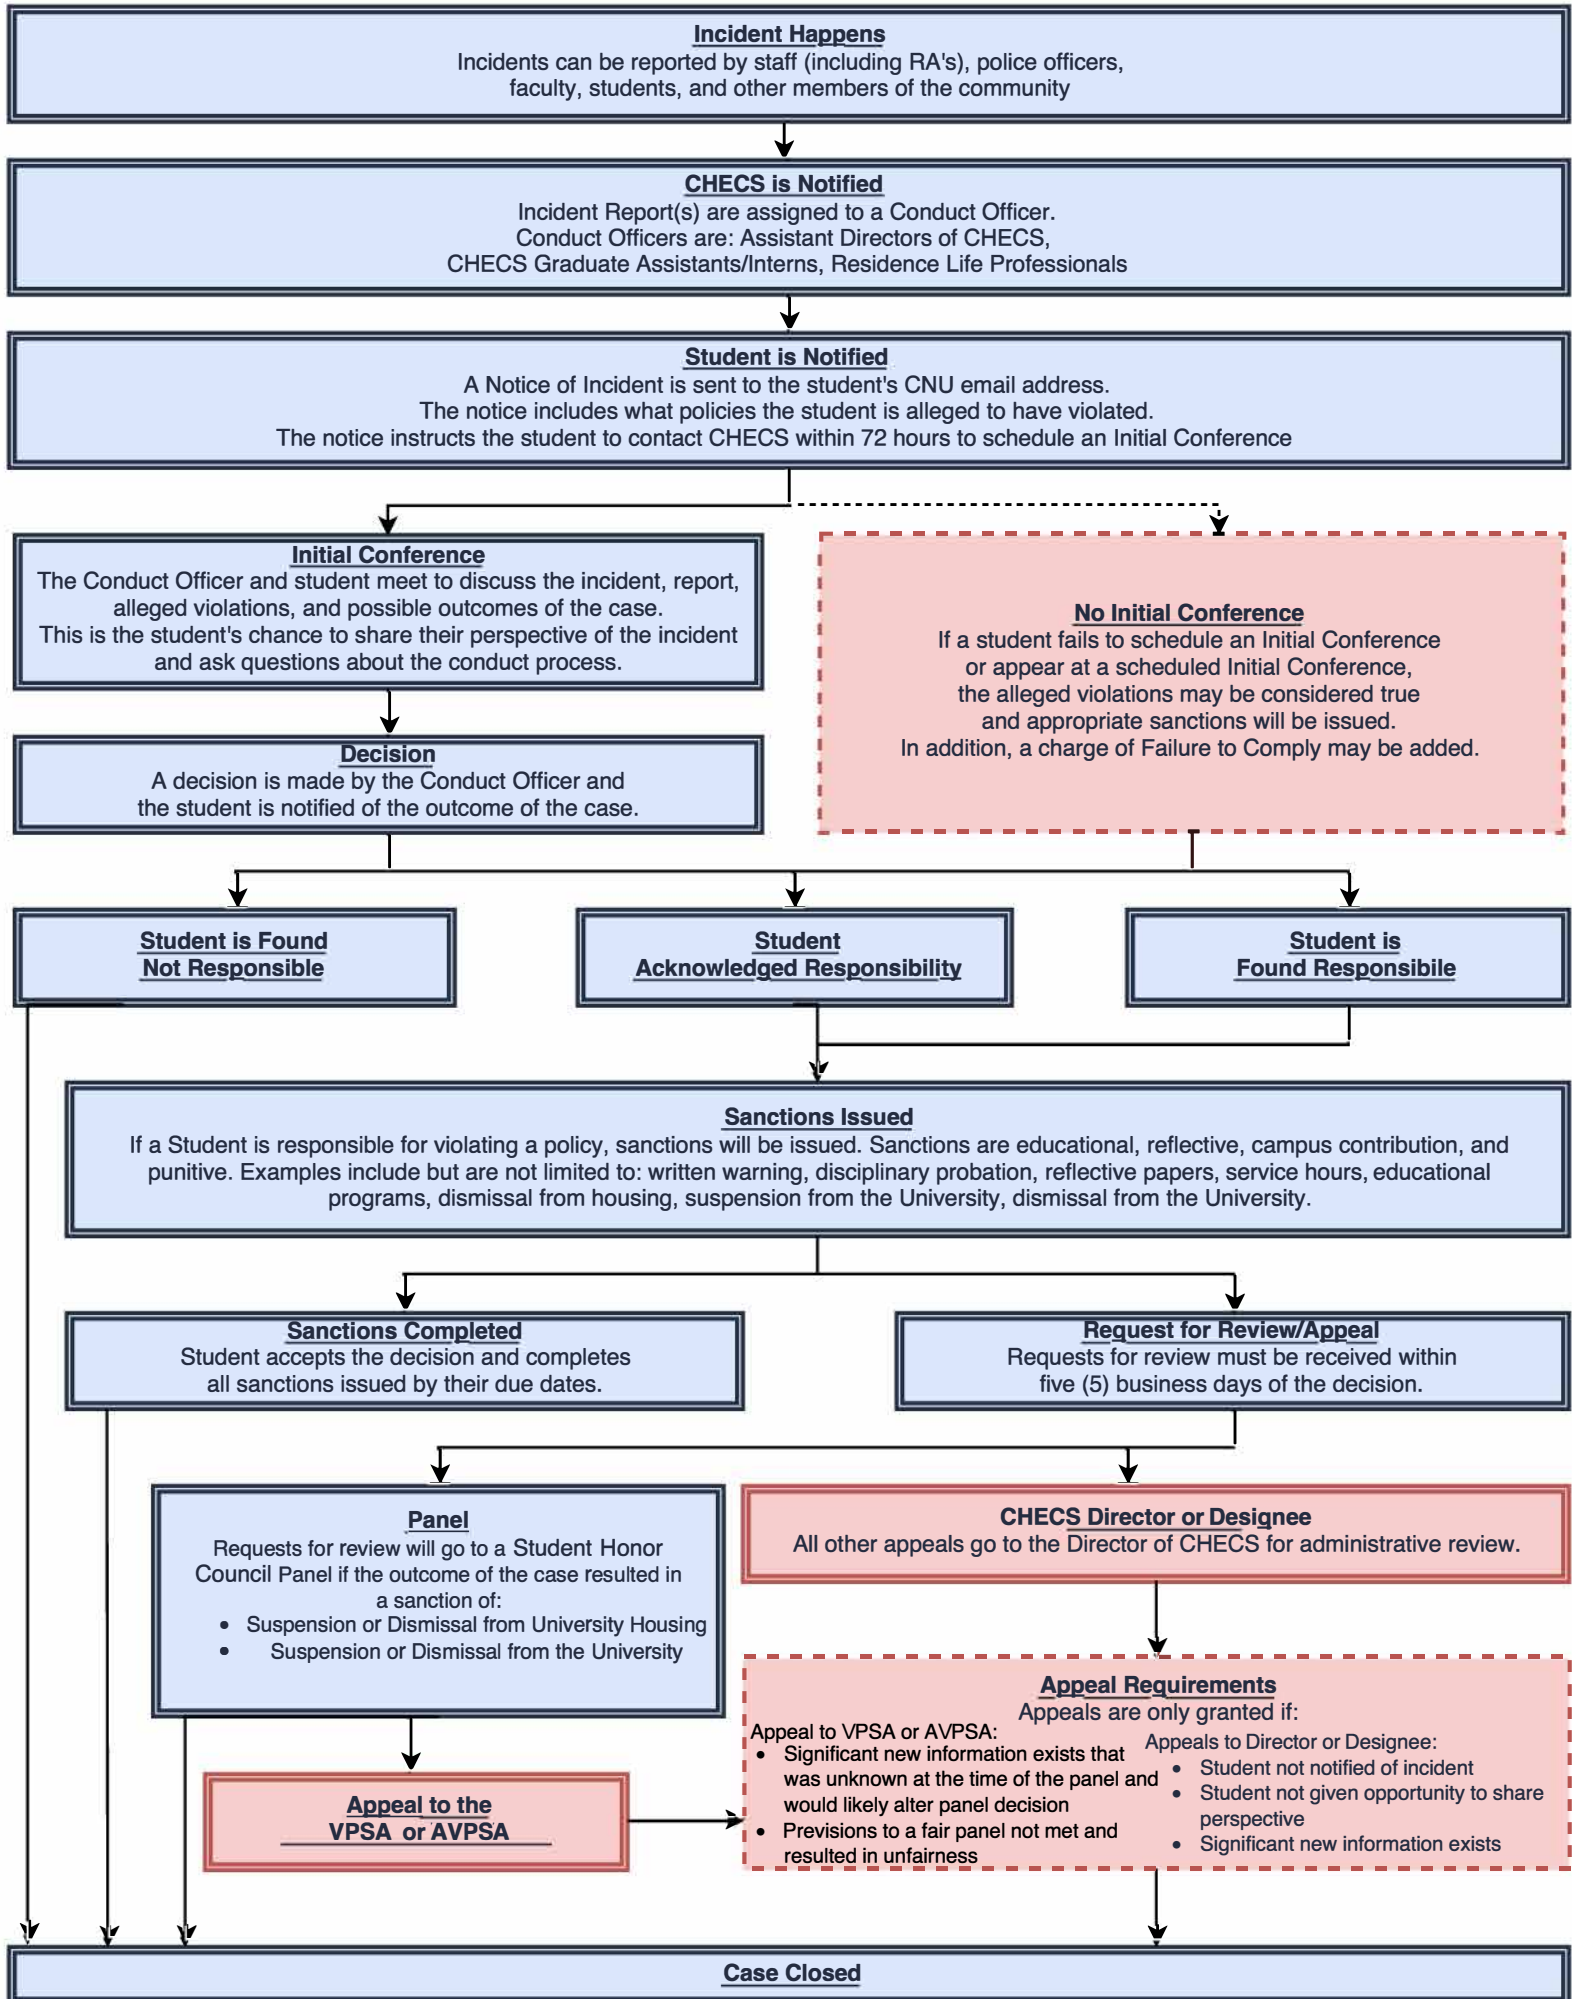 Incident Happens
Incidents can be reported by staff (including RA's), police officers,
faculty, students, and other members of the community
CHECS is Notified
Incident Report(s) are assigned to a Conduct Officer.
Conduct Officers are: Assistant Directors of CHECS,
CHECS Graduate Assistants/Interns, Residence Life Professionals
Student is Notified
A Notice of Incident is sent to the student's CNU email address.
The notice includes what policies the student is alleged to have violated.
The notice instructs the student to contact CHECS within 72 hours to schedule an Initial Conference
Initial Conference
The Conduct Officer and student meet to discuss the incident, report,
alleged violations, and possible outcomes of the case.
This is the student's chance to share their perspective of the incident
and ask questions about the conduct process.
No Initial Conference
If a student fails to schedule an Initial Conference
or appear at a scheduled Initial Conference,
the alleged violations may be considered true
and appropriate sanctions will be issued.
In addition, a charge of Failure to Comply may be added.
Decision
A decision is made by the Conduct Officer and
the student is notified of the outcome of the case.
Student is Found
Not Responsible
Student
Acknowledged Responsibility
Student is
Found Responsibile
Sanctions Issued
If a Student is responsible for violating a policy, sanctions will be issued. Sanctions are educational, reflective, campus contribution, and
punitive. Examples include but are not limited to: written warning, disciplinary probation, reflective papers, service hours, educational
programs, dismissal from housing, suspension from the University, dismissal from the University.
Sanctions Completed
Student accepts the decision and completes
all sanctions issued by their due dates.
Request for Review/Appeal
Requests for review must be received within
five (5) business days of the decision.
Panel
Requests for review will go to a Student Honor
Council Panel if the outcome of the case resulted in
a sanction of:
• Suspension or Dismissal from University Housing
• Suspension or Dismissal from the University
CHECS Director or Designee
All other appeals go to the Director of CHECS for administrative review.
Appeal to the
VPSA or AVPSA
Appeal Requirements
Appeals are only granted if:
Appeal to VPSA or AVPSA:
• Significant new information exists that
was unknown at the time of the panel and
would likely alter panel decision
• Previsions to a fair panel not met and
resulted in unfairness
Appeals to Director or Designee:
• Student not notified of incident
• Student not given opportunity to share
perspective
• Significant new information exists
Case Closed